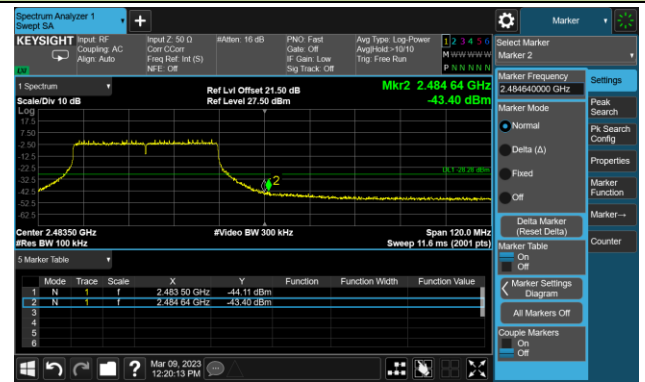 Spectrum Analyzer 1
Swept SA
Marker
KEYSIGHT
Input: RF
Coupling: AC
Align: Auto
Input Z: 50 Ω
Corr CCorr
Freq Ref: Int (S)
NFE: Off
#Atten: 16 dB
PNO: Fast
Gate: Off
IF Gain: Low
Sig Track: Off
Avg Type: Log-Power
Avg|Hold:>10/10
Trig: Free Run
1 2 3 4 5 6
M W W W W W
P N N N N N
Select Marker
Marker 2
1 Spectrum
Ref Lvl Offset 21.50 dB
Mkr2 2.484 64 GHz
Scale/Div 10 dB
Ref Level 27.50 dBm
-43.40 dBm
Log
17.5
7.50
-2.50
-12.5
-22.5
-32.5
-42.5
-52.5
-62.5
DL1 -28.28 dBm
2
Center 2.48350 GHz
#Video BW 300 kHz
Span 120.0 MHz
#Res BW 100 kHz
Sweep 11.6 ms (2001 pts)
5 Marker Table
Mode Trace Scale X Y Function Function Width Function Value
1 N 1 f 2.483 50 GHz -44.11 dBm
2 N 1 f 2.484 64 GHz -43.40 dBm
3
4
5
6
Marker Frequency
2.484640000 GHz
Marker Mode
Normal
Delta (Δ)
Fixed
Off
Delta Marker
(Reset Delta)
Marker Table
On
Off
Marker Settings
Diagram
All Markers Off
Couple Markers
On
Off
Settings
Peak
Search
Pk Search
Config
Properties
Marker
Function
Marker→
Counter
?
Mar 09, 2023
12:20:13 PM